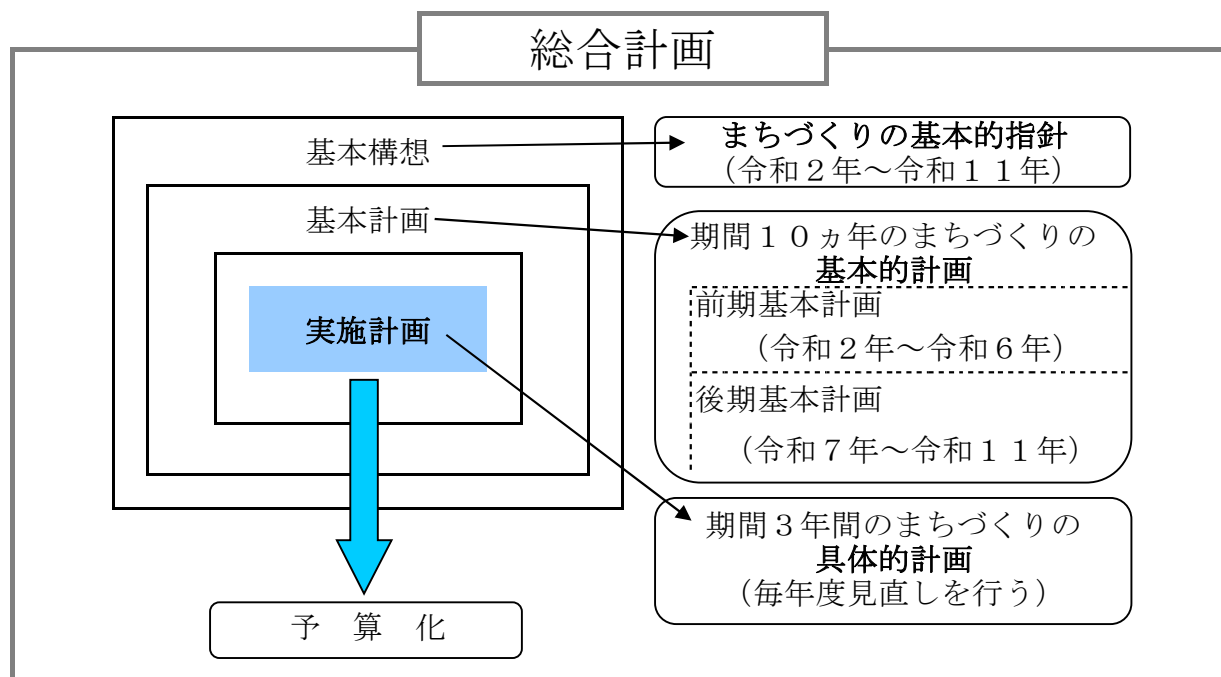 総合計画
基本構想
まちづくりの基本的指針
（令和２年～令和１１年）
基本計画
期間１０ヵ年のまちづくりの
基本的計画
前期基本計画
（令和２年～令和６年）
後期基本計画
（令和７年～令和１１年）
実施計画
期間３年間のまちづくりの
具体的計画
（毎年度見直しを行う）
予　算　化